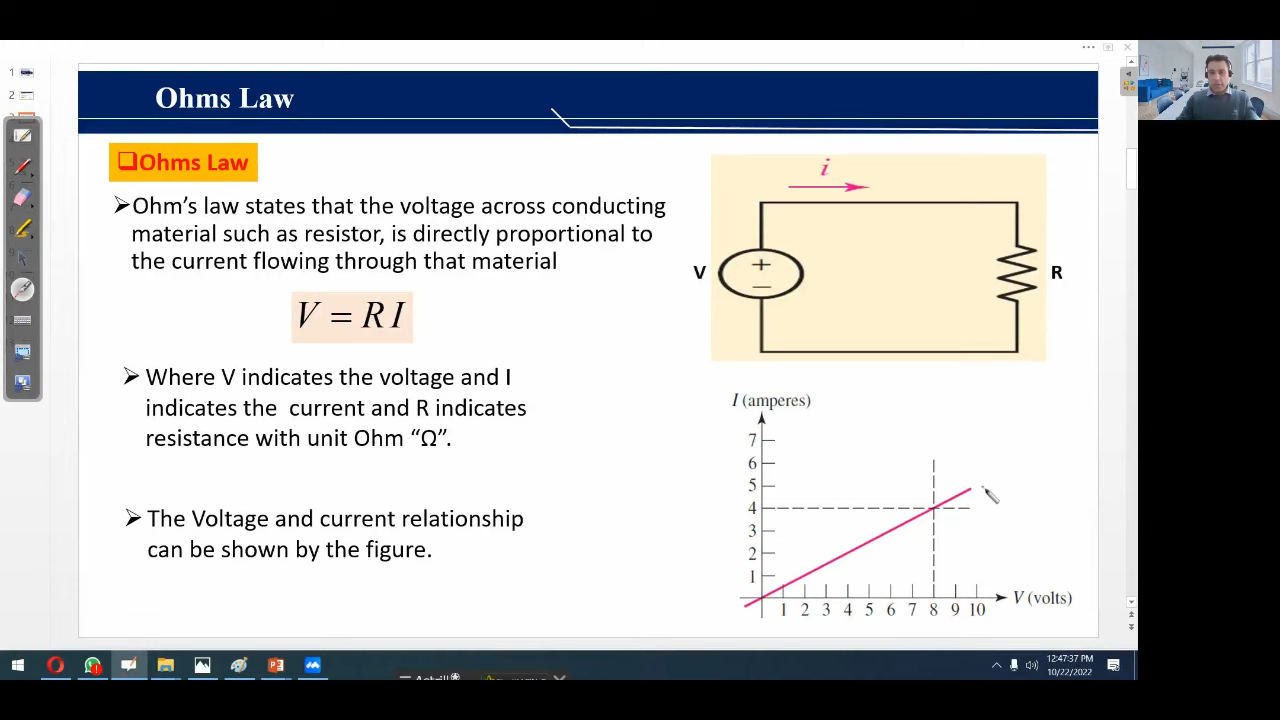 1
2
Ohms Law
❑Ohms Law
➢Ohm’s law states that the voltage across conducting
material such as resistor, is directly proportional to
the current flowing through that material
V = R I
➢ Where V indicates the voltage and I
indicates the current and R indicates
resistance with unit Ohm “Ω”.
➢ The Voltage and current relationship
can be shown by the figure.
i
V
+
−
R
I (amperes)
7
6
5
4
3
2
1
1 2 3 4 5 6 7 8 9 10
V (volts)
12:47:37 PM
10/22/2022